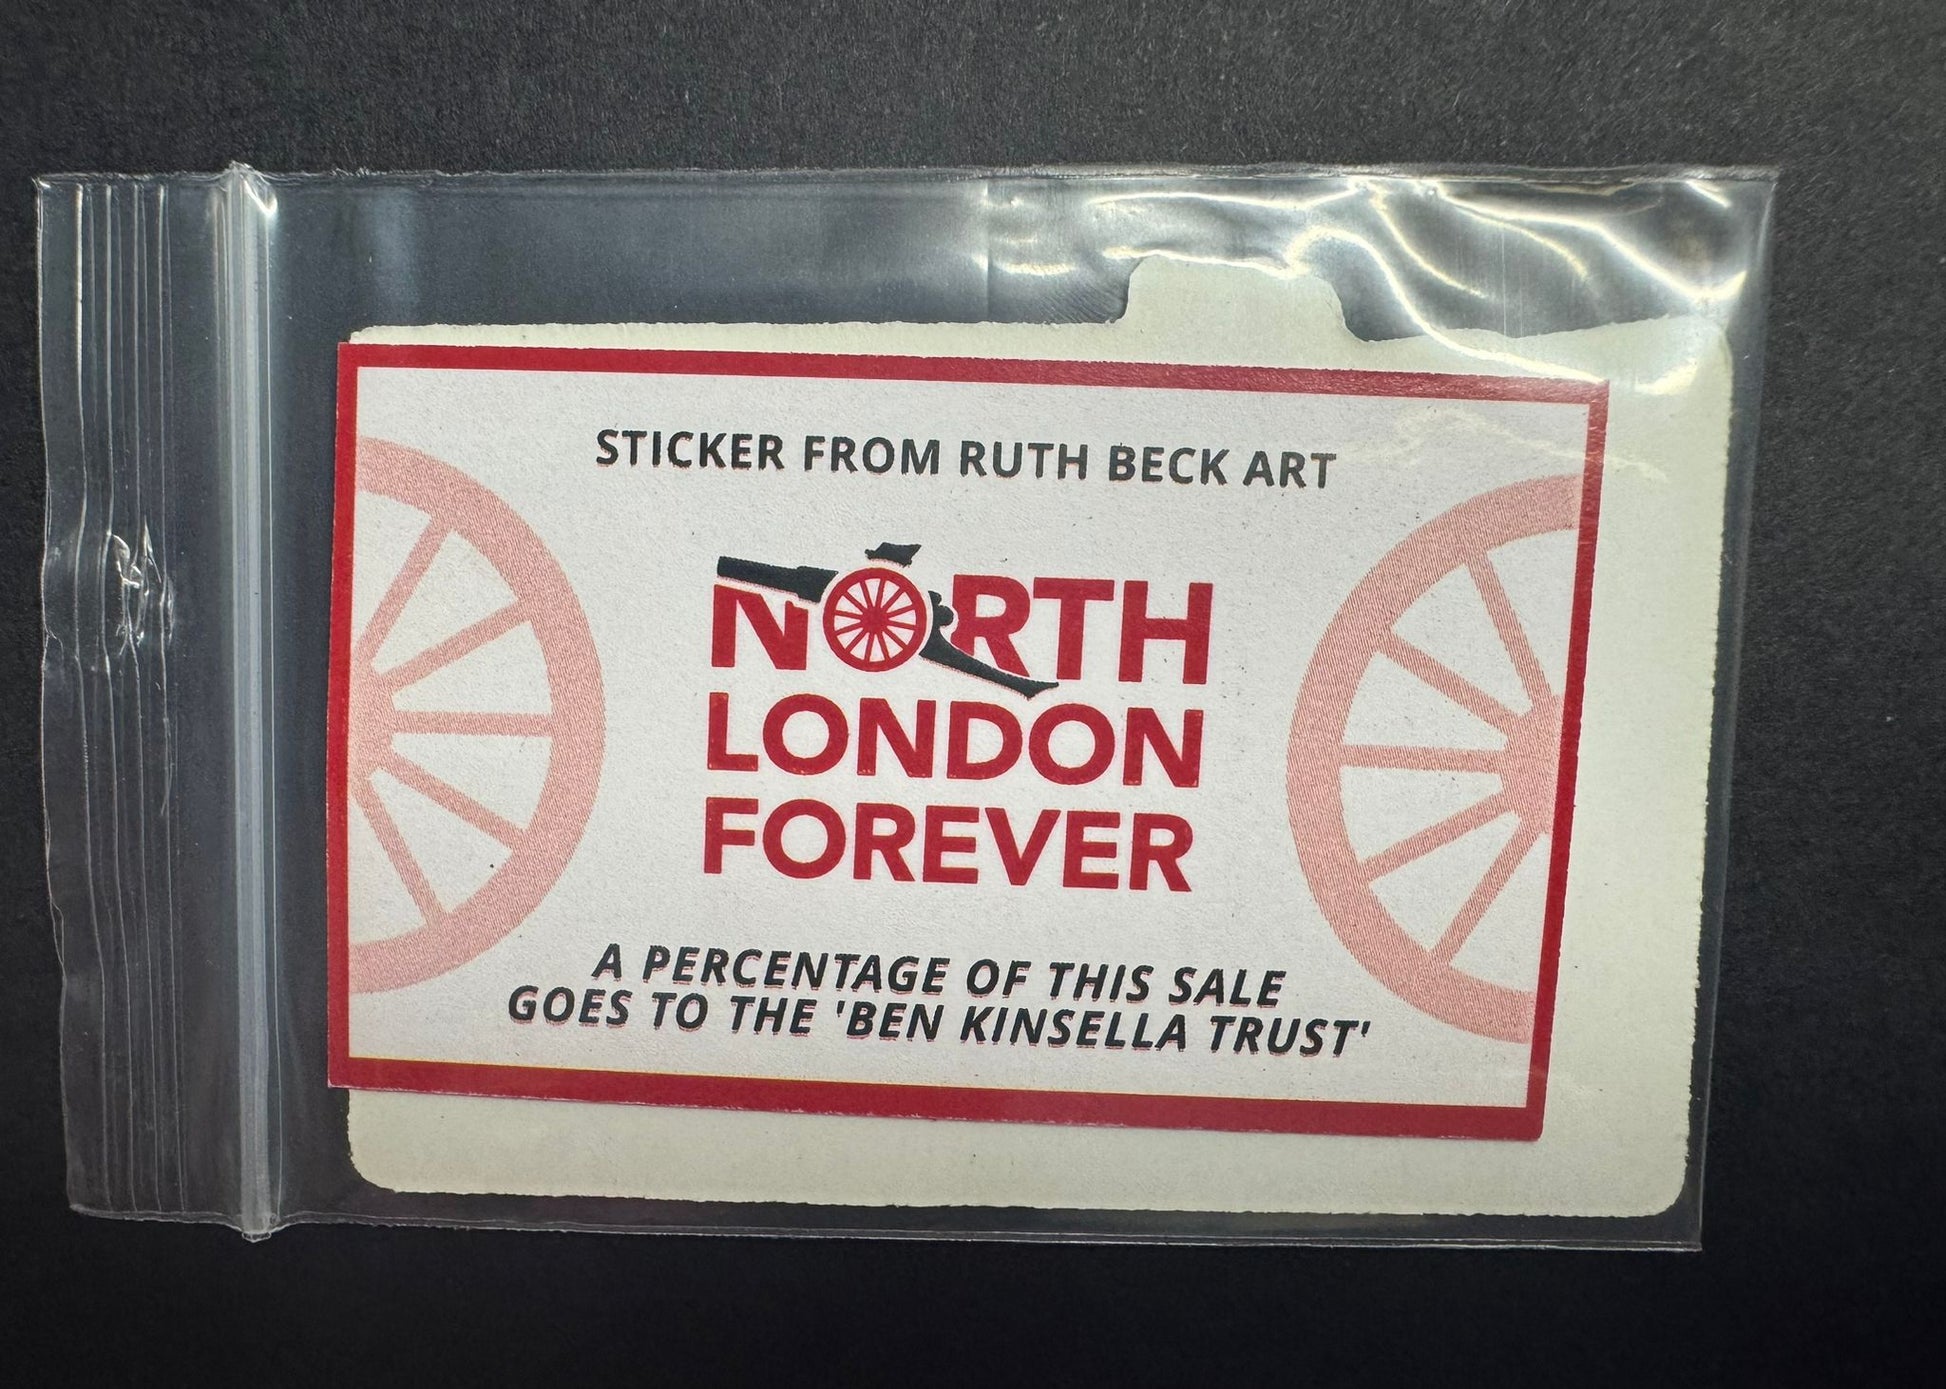 STICKER FROM RUTH BECK ART
NORTH
LONDON
FOREVER
A PERCENTAGE OF THIS SALE
GOES TO THE 'BEN KINSELLA TRUST'